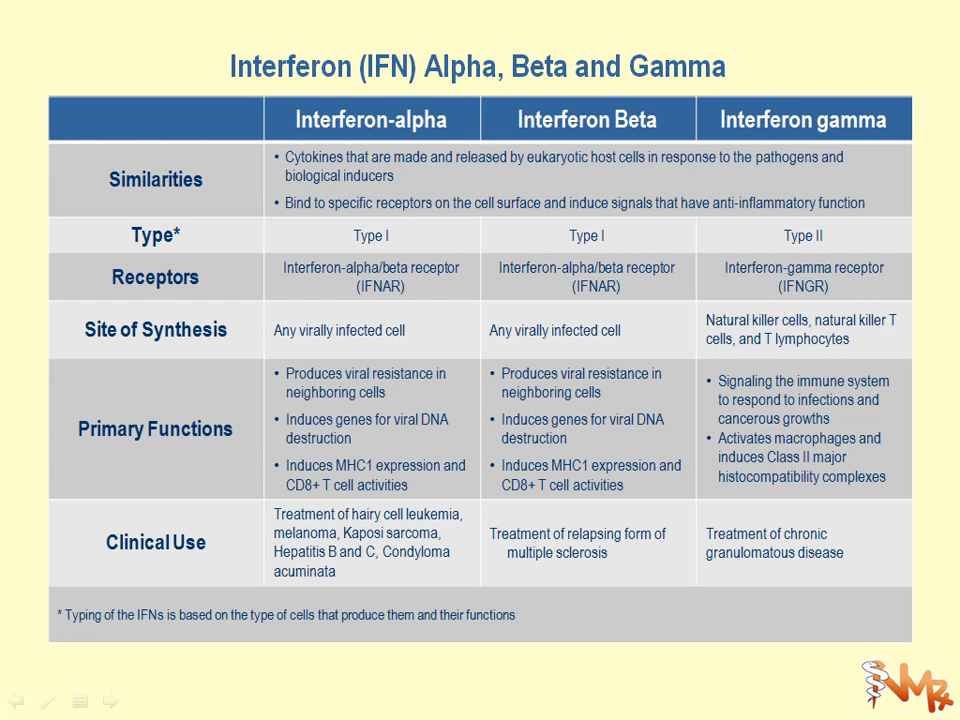 Interferon (IFN) Alpha, Beta and Gamma
Interferon-alpha
Interferon Beta
Interferon gamma
Similarities
• Cytokines that are made and released by eukaryotic host cells in response to the pathogens and
biological inducers
• Bind to specific receptors on the cell surface and induce signals that have anti-inflammatory function
Type*
Type I
Type I
Type II
Receptors
Interferon-alpha/beta receptor
(IFNAR)
Interferon-alpha/beta receptor
(IFNAR)
Interferon-gamma receptor
(IFNGR)
Site of Synthesis
Any virally infected cell
Any virally infected cell
Natural killer cells, natural killer T
cells, and T lymphocytes
Primary Functions
• Produces viral resistance in
neighboring cells
• Induces genes for viral DNA
destruction
• Induces MHC1 expression and
CD8+ T cell activities
• Produces viral resistance in
neighboring cells
• Induces genes for viral DNA
destruction
• Induces MHC1 expression and
CD8+ T cell activities
• Signaling the immune system
to respond to infections and
cancerous growths
• Activates macrophages and
induces Class II major
histocompatibility complexes
Clinical Use
Treatment of hairy cell leukemia,
melanoma, Kaposi sarcoma,
Hepatitis B and C, Condyloma
acuminata
Treatment of relapsing form of
multiple sclerosis
Treatment of chronic
granulomatous disease
* Typing of the IFNs is based on the type of cells that produce them and their functions
VMRx